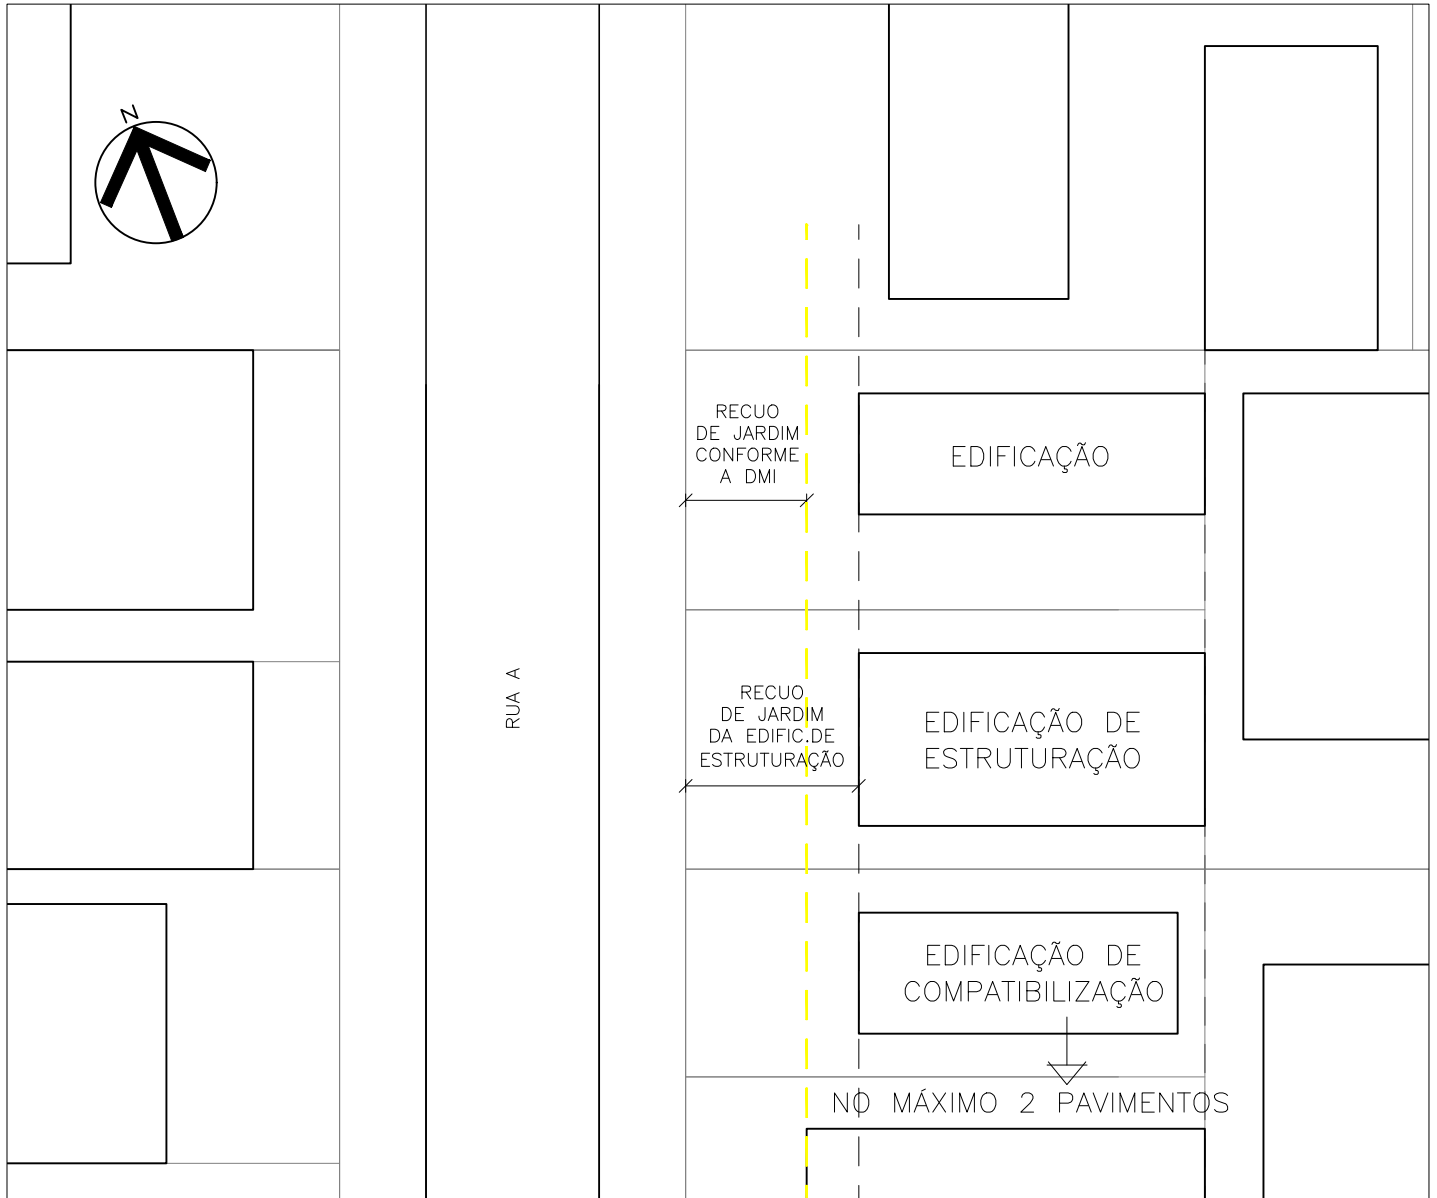 N
RECUO
DE JARDIM
CONFORME
A DMI
EDIFICAÇÃO
RUA A
RECUO
DE JARDIM
DA EDIFIC.DE
ESTRUTURAÇÃO
EDIFICAÇÃO DE
ESTRUTURAÇÃO
EDIFICAÇÃO DE
COMPATIBILIZAÇÃO
NO MÁXIMO 2 PAVIMENTOS